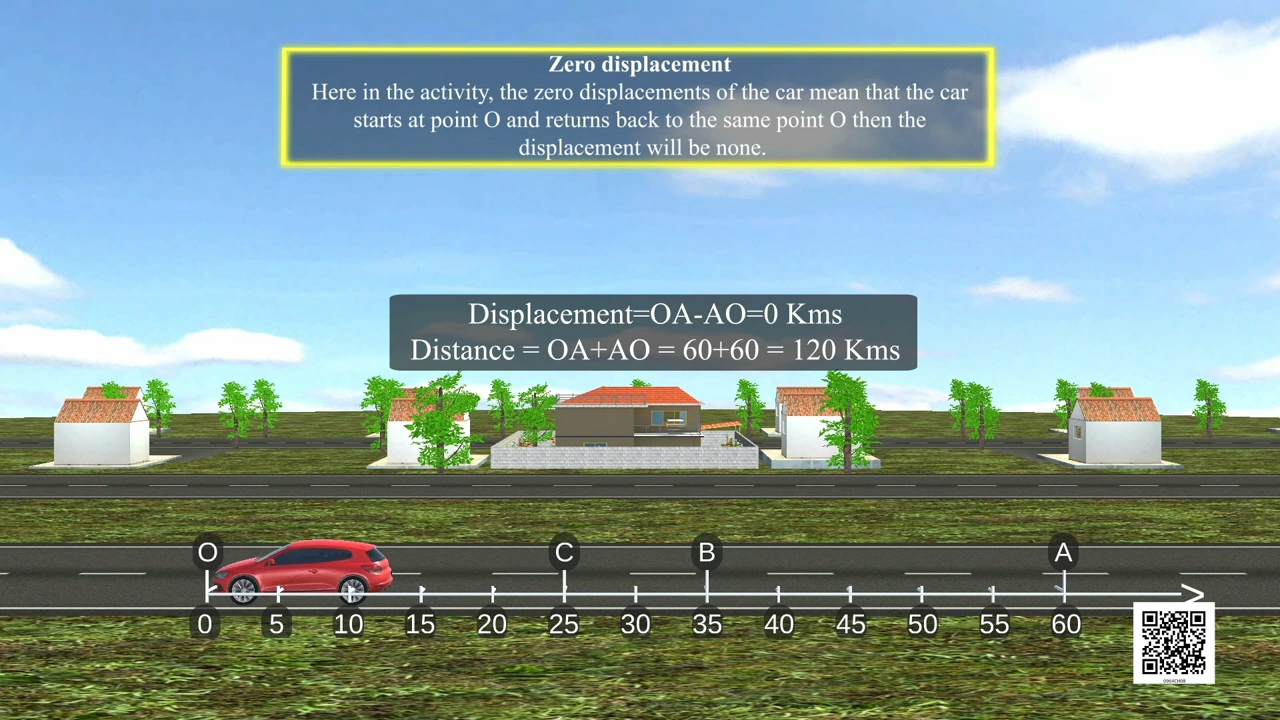 Zero displacement
Here in the activity, the zero displacements of the car mean that the car
starts at point O and returns back to the same point O then the
displacement will be none.
Displacement=OA-AO=0 Kms
Distance = OA+AO = 60+60 = 120 Kms
O C B A
0 5 10 15 20 25 30 35 40 45 50 55 60
0964CH08